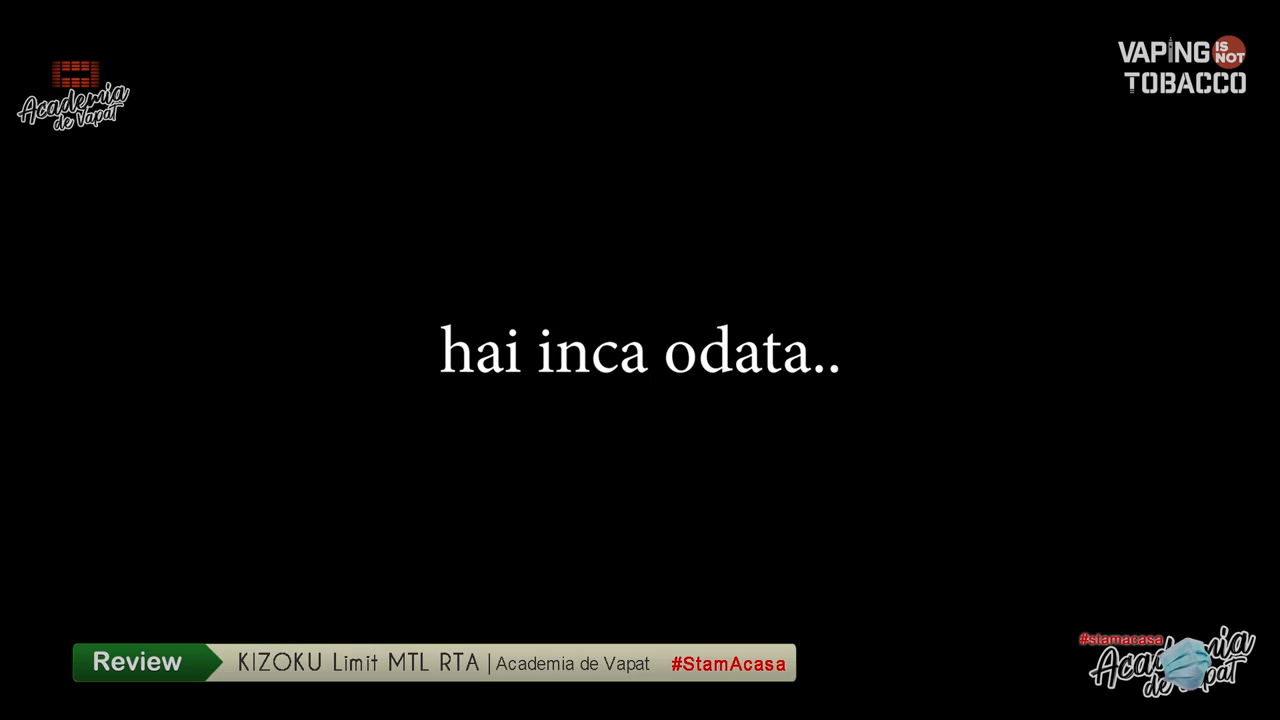 Academia
de Vapat
VAPING IS NOT
TOBACCO
hai inca odata..
Review KIZOKU Limit MTL RTA | Academia de Vapat #StamAcasa
#stamacasa
Academia
de Vapat